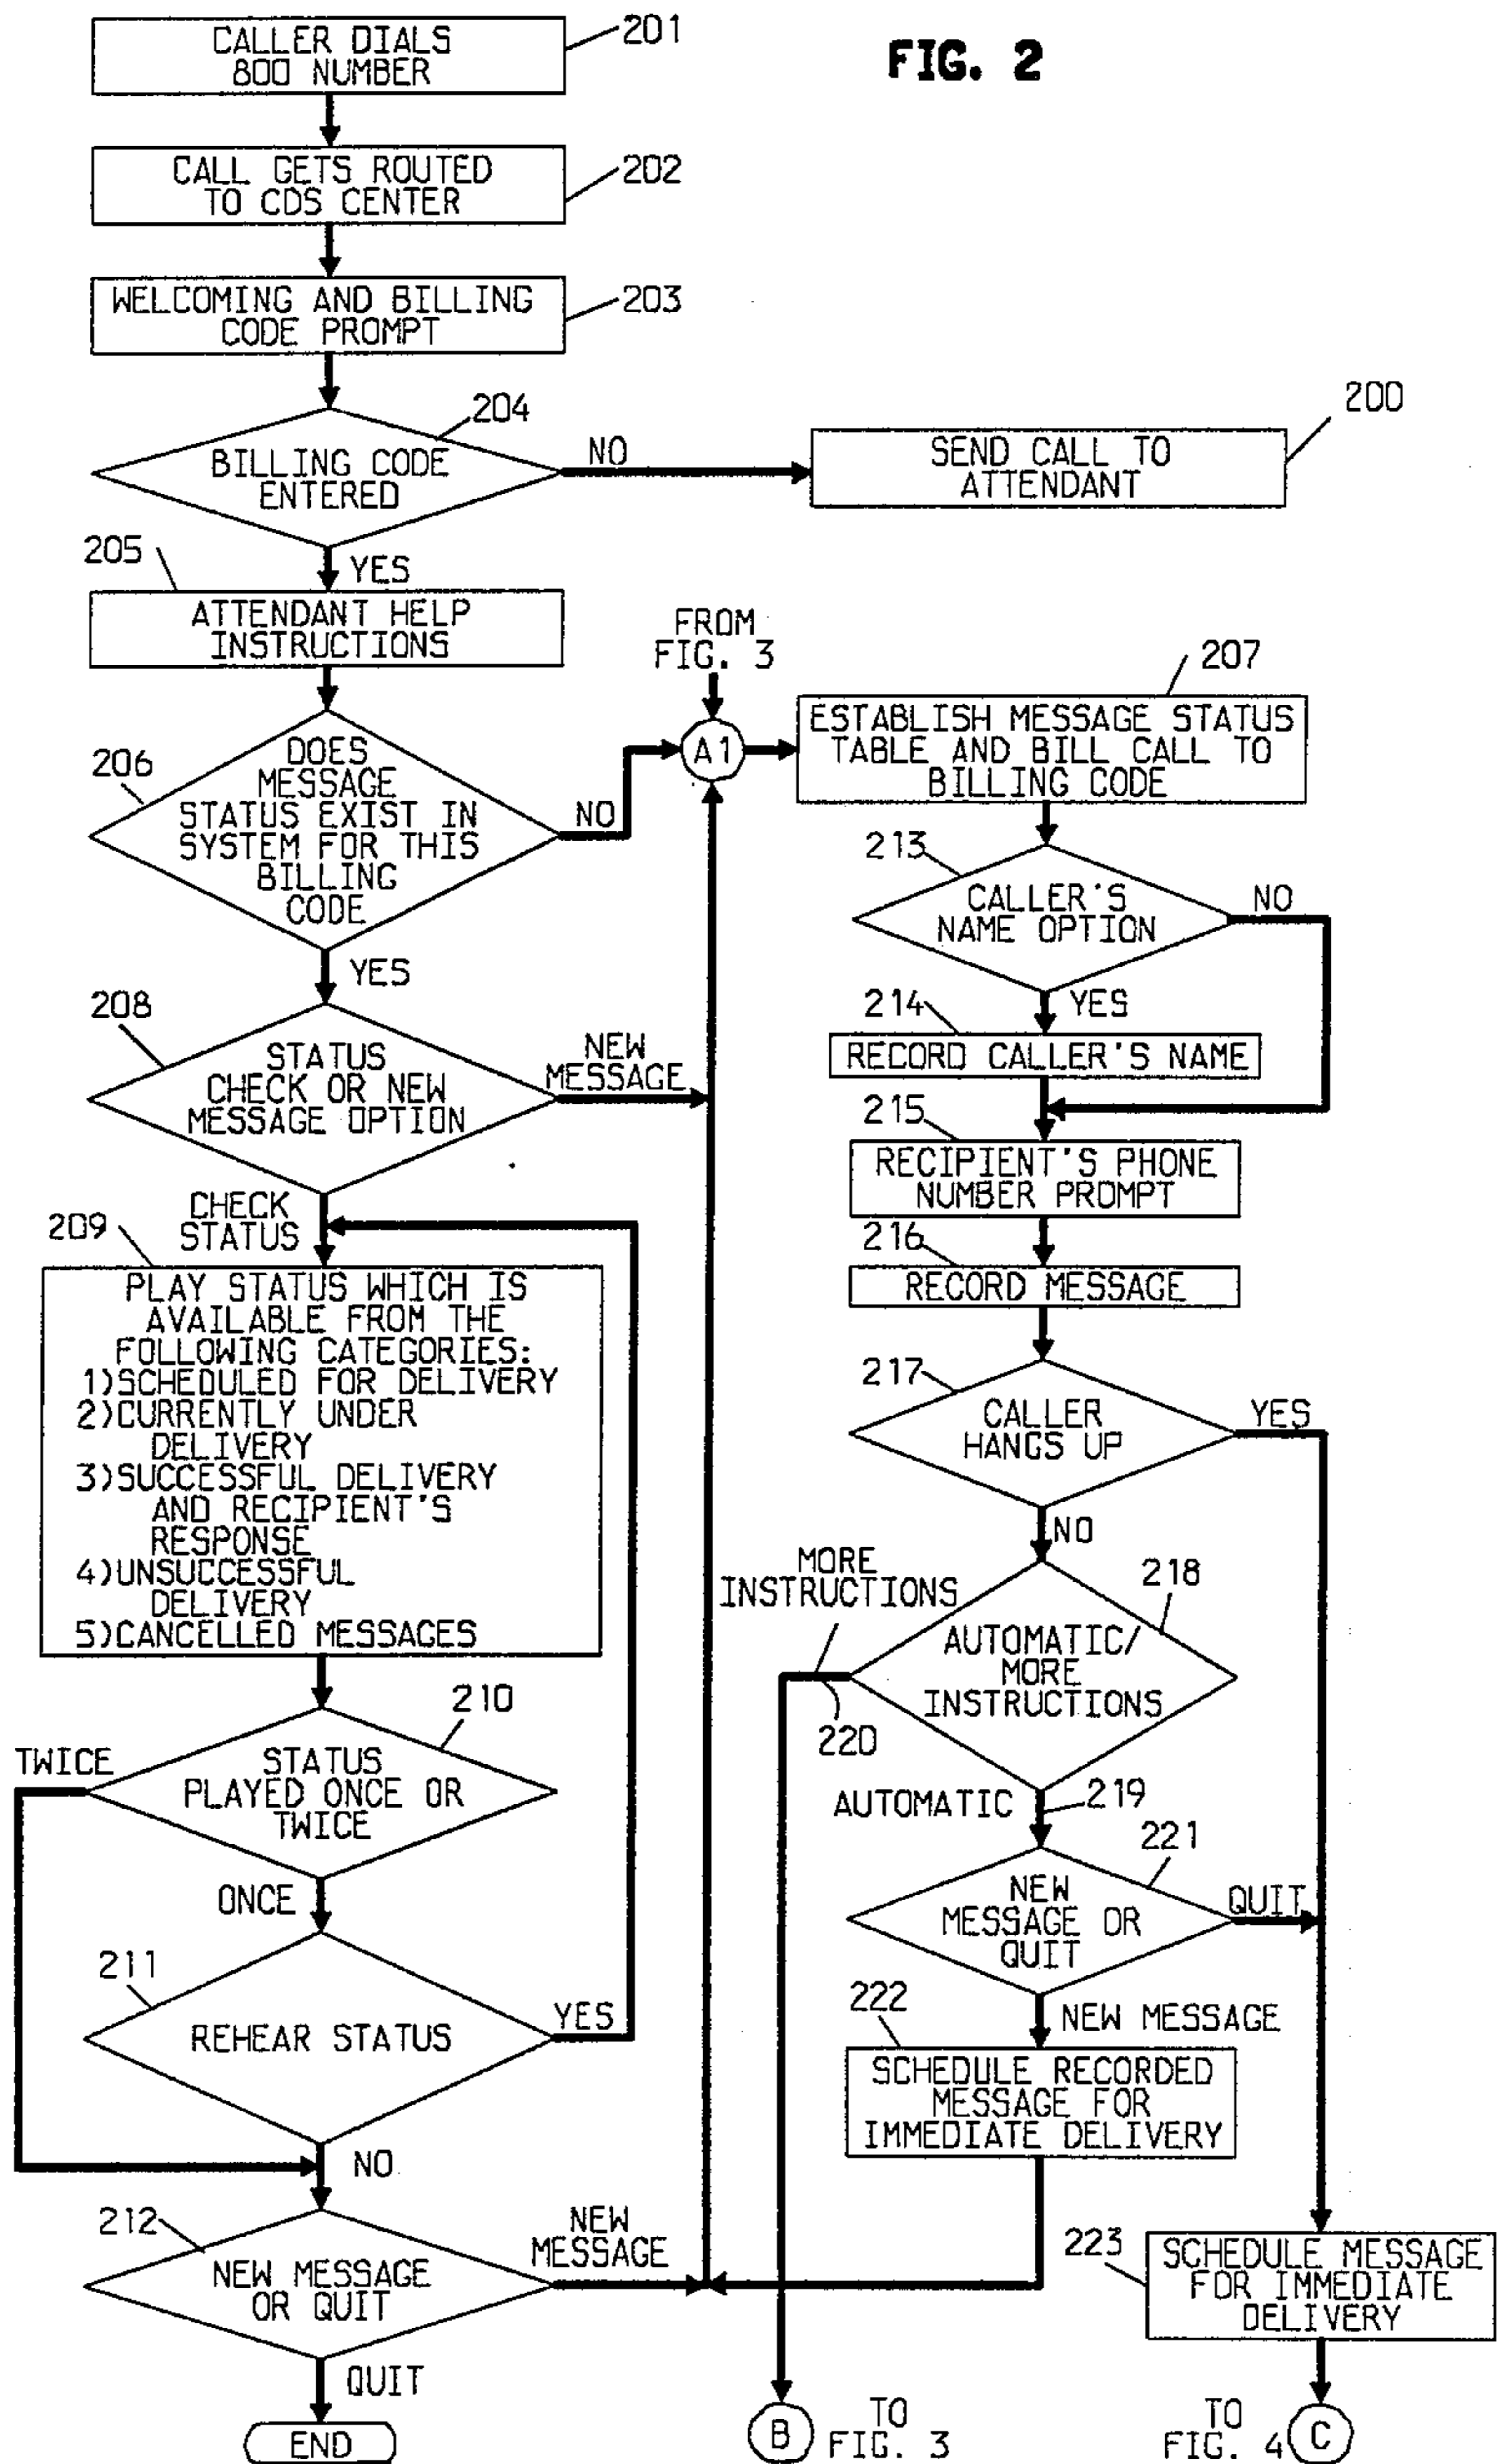 FIG. 2
CALLER DIALS
800 NUMBER
201
CALL GETS ROUTED
TO CDS CENTER
202
WELCOMING AND BILLING
CODE PROMPT
203
204
BILLING CODE
ENTERED
NO
200
SEND CALL TO
ATTENDANT
YES
205
ATTENDANT HELP
INSTRUCTIONS
206
DOES
MESSAGE
STATUS EXIST IN
SYSTEM FOR THIS
BILLING
CODE
NO
YES
208
STATUS
CHECK OR NEW
MESSAGE OPTION
NEW
MESSAGE
CHECK
STATUS
209
PLAY STATUS WHICH IS
AVAILABLE FROM THE
FOLLOWING CATEGORIES:
1)SCHEDULED FOR DELIVERY
2)CURRENTLY UNDER
DELIVERY
3)SUCCESSFUL DELIVERY
AND RECIPIENT'S
RESPONSE
4)UNSUCCESSFUL
DELIVERY
5)CANCELLED MESSAGES
210
TWICE
STATUS
PLAYED ONCE OR
TWICE
ONCE
211
REHEAR STATUS
YES
NO
212
NEW MESSAGE
OR QUIT
NEW
MESSAGE
QUIT
END
FROM
FIG. 3
A1
207
ESTABLISH MESSAGE STATUS
TABLE AND BILL CALL TO
BILLING CODE
213
CALLER'S
NAME OPTION
NO
YES
214
RECORD CALLER'S NAME
215
RECIPIENT'S PHONE
NUMBER PROMPT
216
RECORD MESSAGE
217
CALLER
HANGS UP
YES
NO
MORE
INSTRUCTIONS
218
AUTOMATIC/
MORE
INSTRUCTIONS
220
AUTOMATIC
219
221
NEW
MESSAGE OR
QUIT
QUIT
222
NEW MESSAGE
SCHEDULE RECORDED
MESSAGE FOR
IMMEDIATE DELIVERY
223
SCHEDULE MESSAGE
FOR IMMEDIATE
DELIVERY
B
TO
FIG. 3
TO
FIG. 4
C